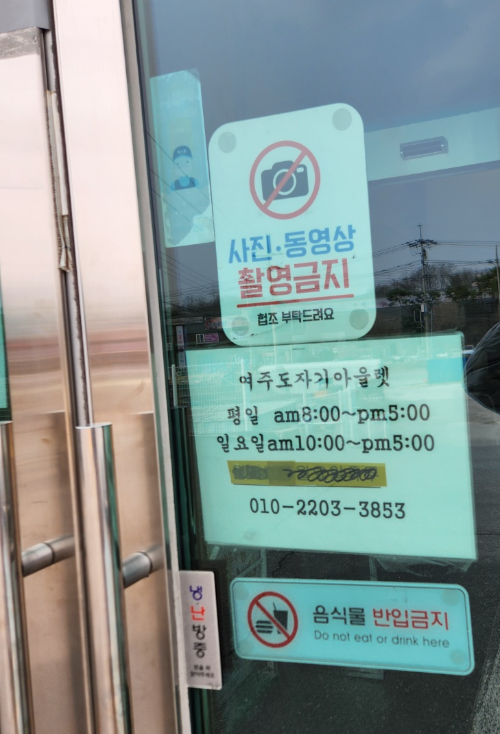 사진·동영상
촬영금지
협조 부탁드려요
여주도자기아울렛
평일 am8:00~pm5:00
일요일am10:00~pm5:00
010-2203-3853
냉난방중
음식물 반입금지
Do not eat or drink here